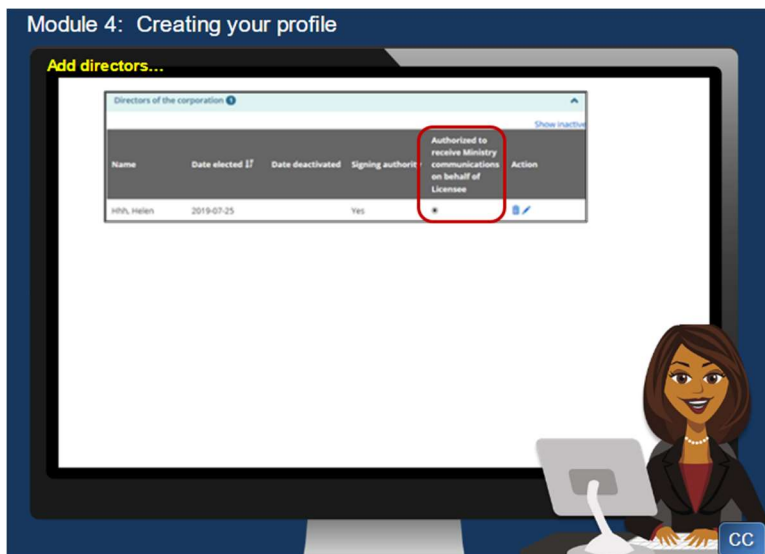 Module 4: Creating your profile
Add directors...
Directors of the corporation 1
Show inactive
Name Date elected Date deactivated Signing authority Authorized to receive Ministry communications on behalf of Licensee Action
Hhh, Helen 2019-07-25 Yes
CC